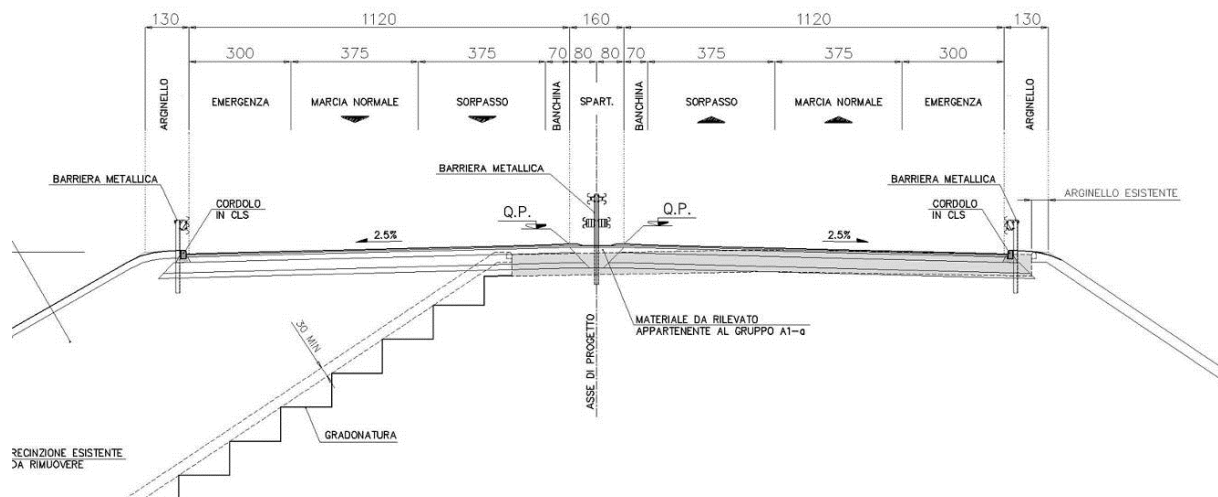 130 1120 160 1120 130
300 375 375 70 80 80 70 375 375 300
ARGINELLO
EMERGENZA
MARCIA NORMALE
SORPASSO
BANCHINA
SPART.
BANCHINA
SORPASSO
MARCIA NORMALE
EMERGENZA
ARGINELLO
BARRIERA METALLICA
BARRIERA METALLICA
BARRIERA METALLICA
ARGINELLO ESISTENTE
CORDOLO
IN CLS
Q.P.
Q.P.
CORDOLO
IN CLS
2.5%
2.5%
30 MIN
MATERIALE DA RILEVATO
APPARTENENTE AL GRUPPO A1-a
ASSE DI PROGETTO
GRADONATURA
RECINZIONE ESISTENTE
DA RIMUOVERE